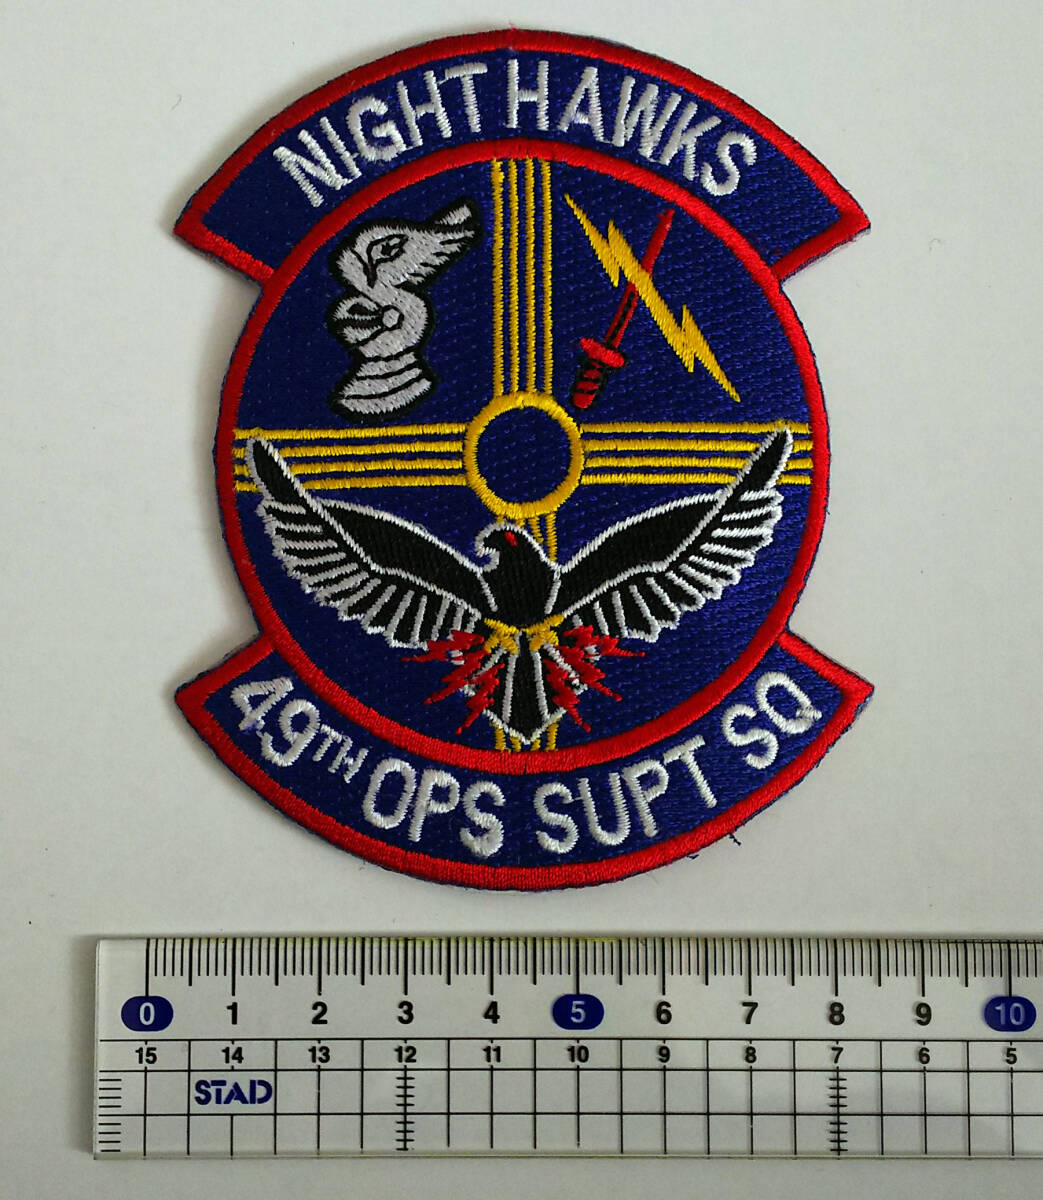 NIGHT HAWKS
49TH OPS SUPT SQ
0 1 2 3 4 5 6 7 8 9 10
15 14 13 12 11 10 9 8 7 6 5
STAD